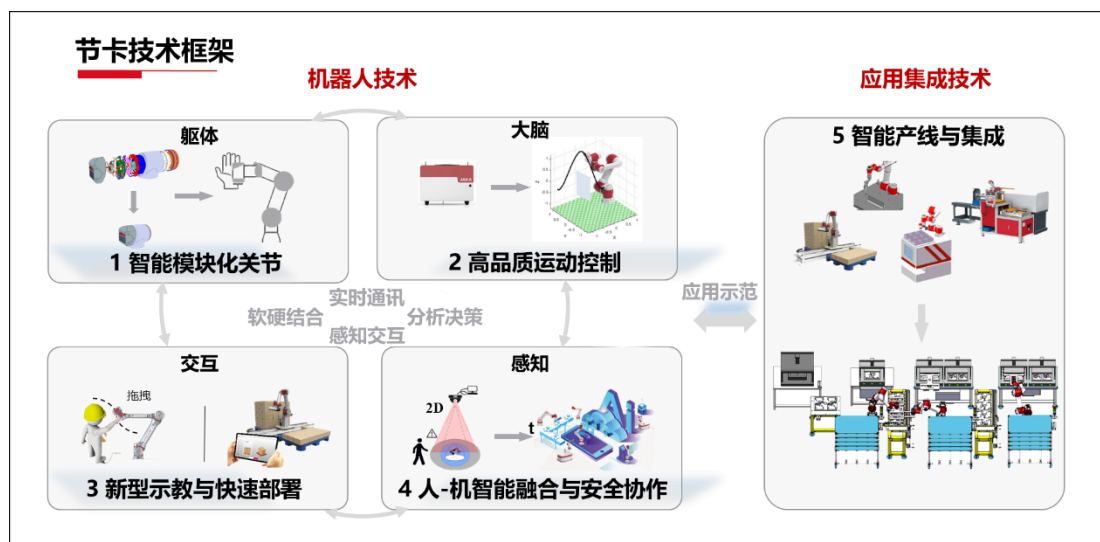 节卡技术框架
机器人技术
应用集成技术
躯体
1 智能模块化关节
大脑
2 高品质运动控制
5 智能产线与集成
实时通讯
软硬结合
分析决策
感知交互
应用示范
交互
拖拽
3 新型示教与快速部署
感知
2D
t
4 人-机智能融合与安全协作